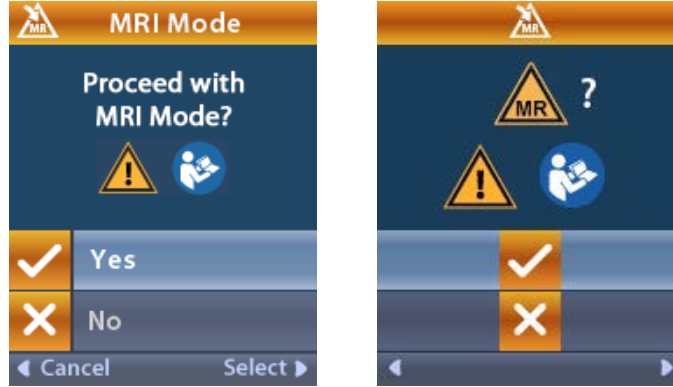 MR MRI Mode
Proceed with
MRI Mode?
!
Yes
No
Cancel Select
MR
MR ?
!